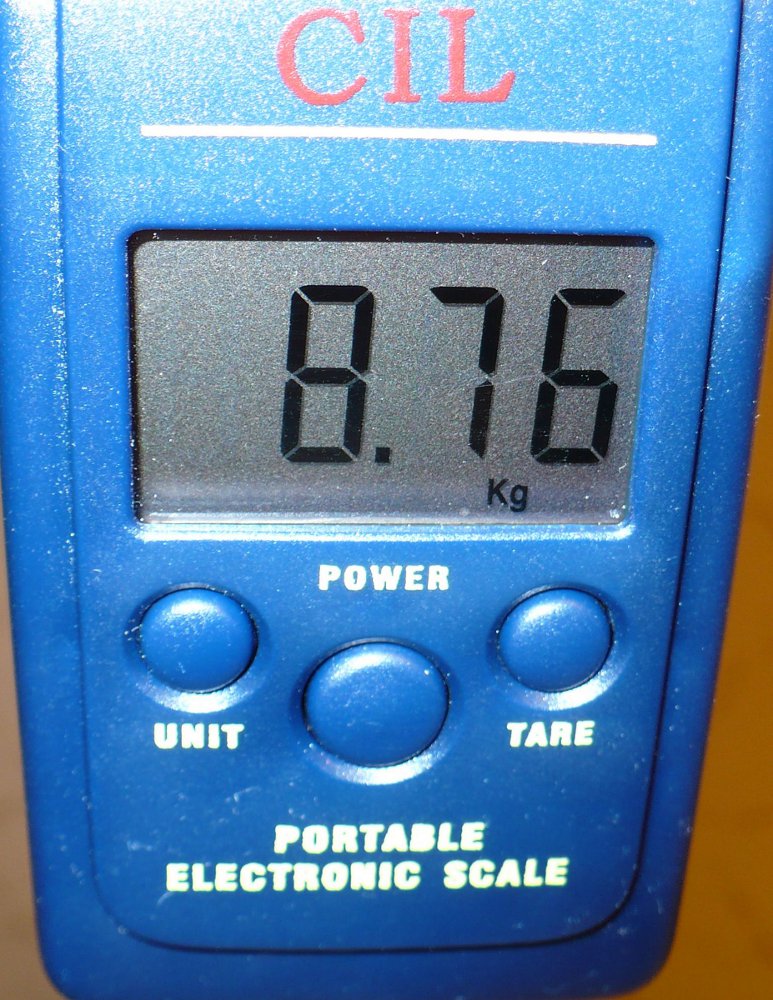 CIL
8.76
Kg
POWER
UNIT
TARE
PORTABLE
ELECTRONIC SCALE